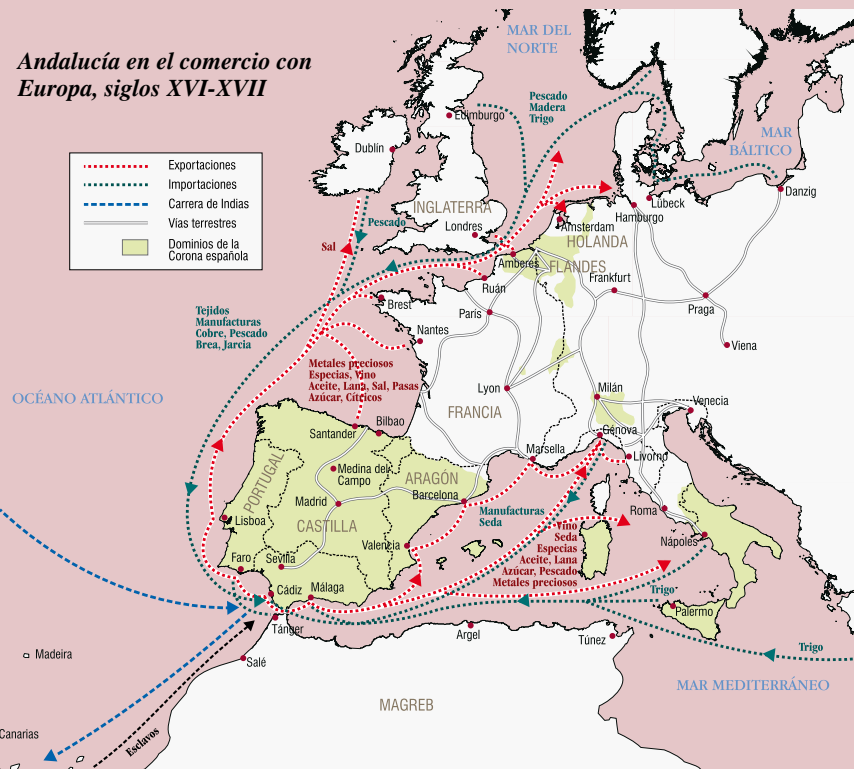 Andalucía en el comercio con
Europa, siglos XVI-XVII
Exportaciones
Importaciones
Carrera de Indias
Vías terrestres
Dominios de la
Corona española
MAR DEL
NORTE
Pescado
Madera
Trigo
Edimburgo
Dublín
MAR
BÁLTICO
Danzig
Lübeck
Hamburgo
INGLATERRA
Londres
Pescado
Sal
Amsterdam
HOLANDA
Amberes
FLANDES
Frankfurt
Ruán
Brest
París
Praga
Nantes
Viena
Tejidos
Manufacturas
Cobre, Pescado
Brea, Jarcia
Metales preciosos
Especias, Vino
Aceite, Lana, Sal, Pasas
Azúcar, Cítricos
Lyon
Milán
Venecia
OCÉANO ATLÁNTICO
FRANCIA
Santander
Bilbao
Génova
Marsella
Livorno
Medina del
Campo
PORTUGAL
ARAGÓN
Barcelona
Madrid
CASTILLA
Manufacturas
Seda
Roma
Lisboa
Vino
Seda
Especias
Aceite, Lana
Azúcar, Pescado
Metales preciosos
Nápoles
Valencia
Faro
Sevilla
Cádiz
Málaga
Trigo
Palermo
Tánger
Argel
Túnez
Trigo
Madeira
Salé
MAR MEDITERRÁNEO
MAGREB
Canarias
Esclavos